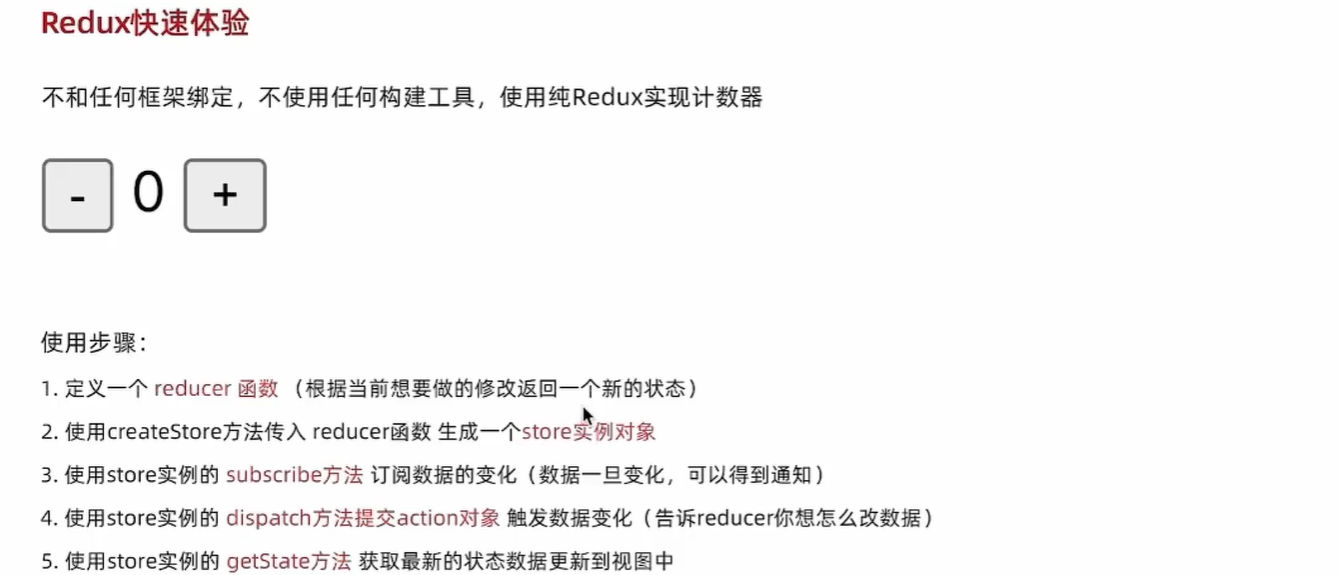 Redux快速体验
不和任何框架绑定，不使用任何构建工具，使用纯Redux实现计数器
- 0 +
使用步骤：
1. 定义一个 reducer 函数 （根据当前想要做的修改返回一个新的状态）
2. 使用createStore方法传入 reducer函数 生成一个store实例对象
3. 使用store实例的 subscribe方法 订阅数据的变化（数据一旦变化，可以得到通知）
4. 使用store实例的 dispatch方法提交action对象 触发数据变化（告诉reducer你想怎么改数据）
5. 使用store实例的 getState方法 获取最新的状态数据更新到视图中